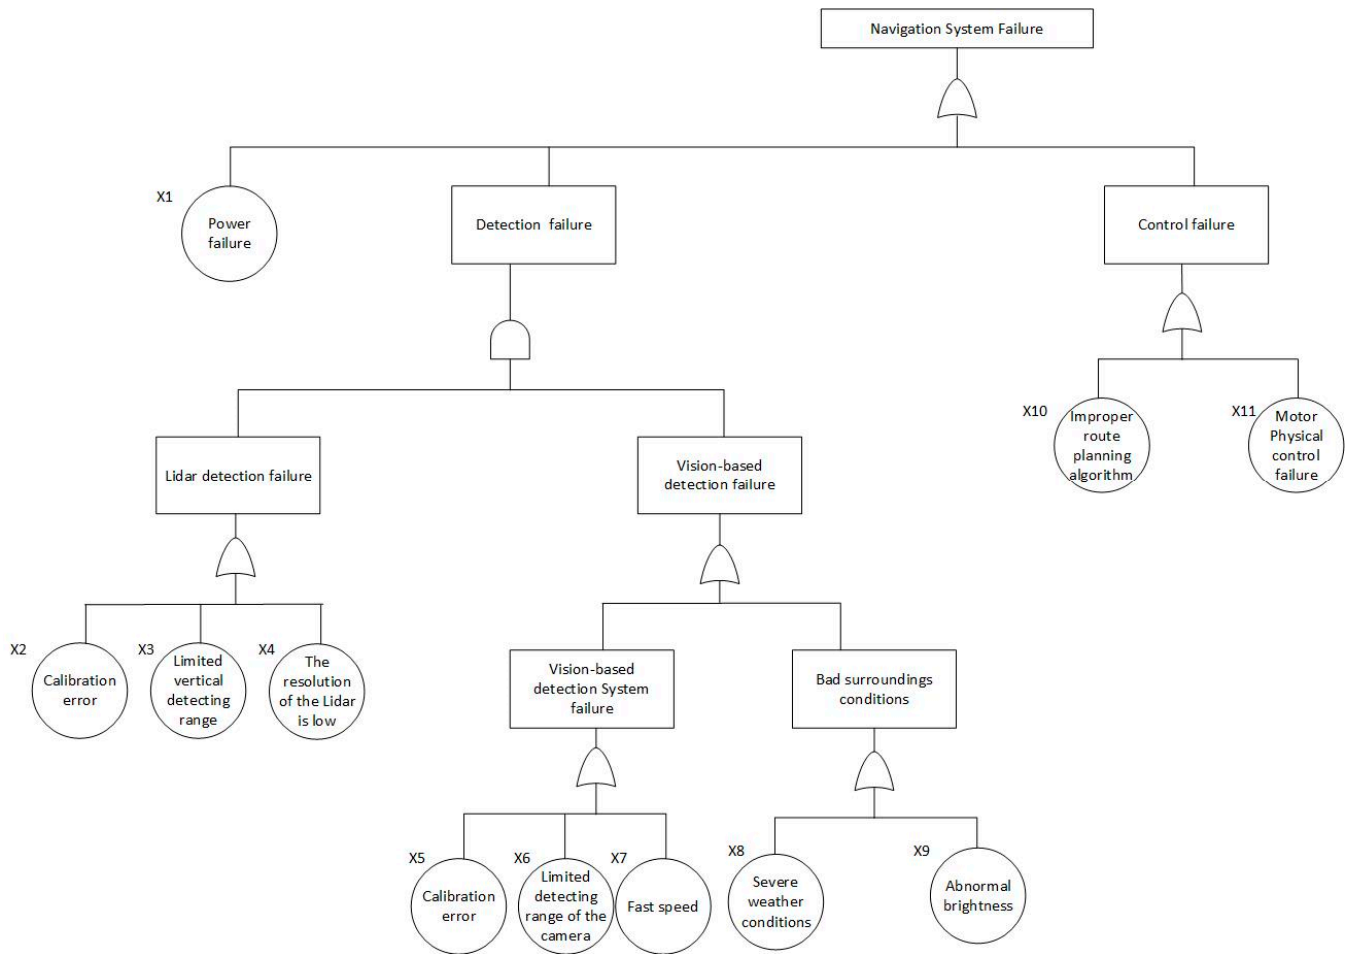 Navigation System Failure
X1
Power
failure
Detection failure
Control failure
X10
Improper
route
planning
algorithm
X11
Motor
Physical
control
failure
Lidar detection failure
Vision-based
detection failure
X2
Calibration
error
X3
Limited
vertical
detecting
range
X4
The
resolution
of the Lidar
is low
Vision-based
detection System
failure
Bad surroundings
conditions
X5
Calibration
error
X6
Limited
detecting
range of the
camera
X7
Fast speed
X8
Severe
weather
conditions
X9
Abnormal
brightness